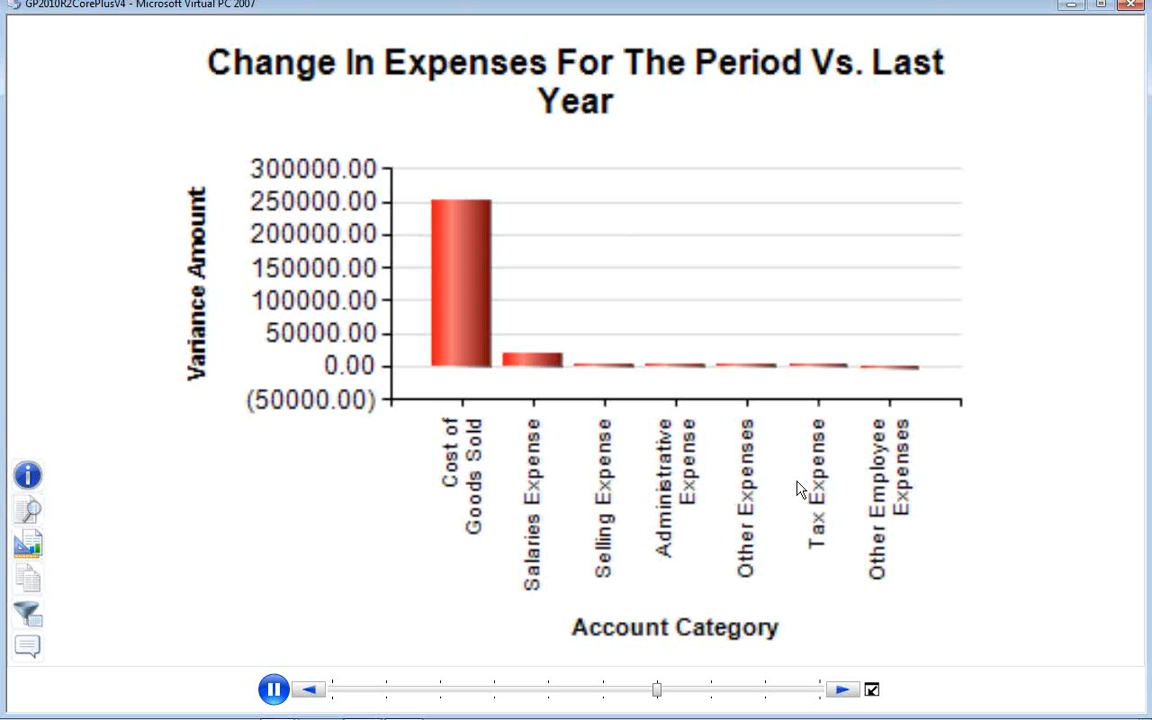 GP2010R2CorePlusV4 - Microsoft Virtual PC 2007
Change In Expenses For The Period Vs. Last
Year
Variance Amount
300000.00
250000.00
200000.00
150000.00
100000.00
50000.00
0.00
(50000.00)
Cost of
Goods Sold
Salaries Expense
Selling Expense
Administrative
Expense
Other Expenses
Tax Expense
Other Employee
Expenses
Account Category